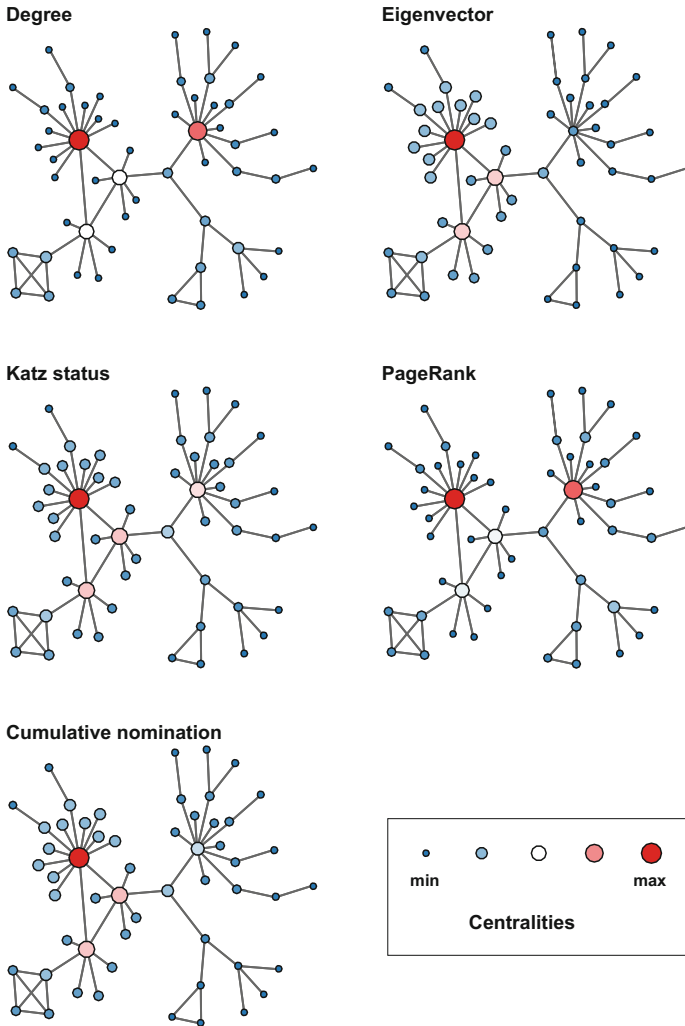 Degree
Eigenvector
Katz status
PageRank
Cumulative nomination
min
max
Centralities